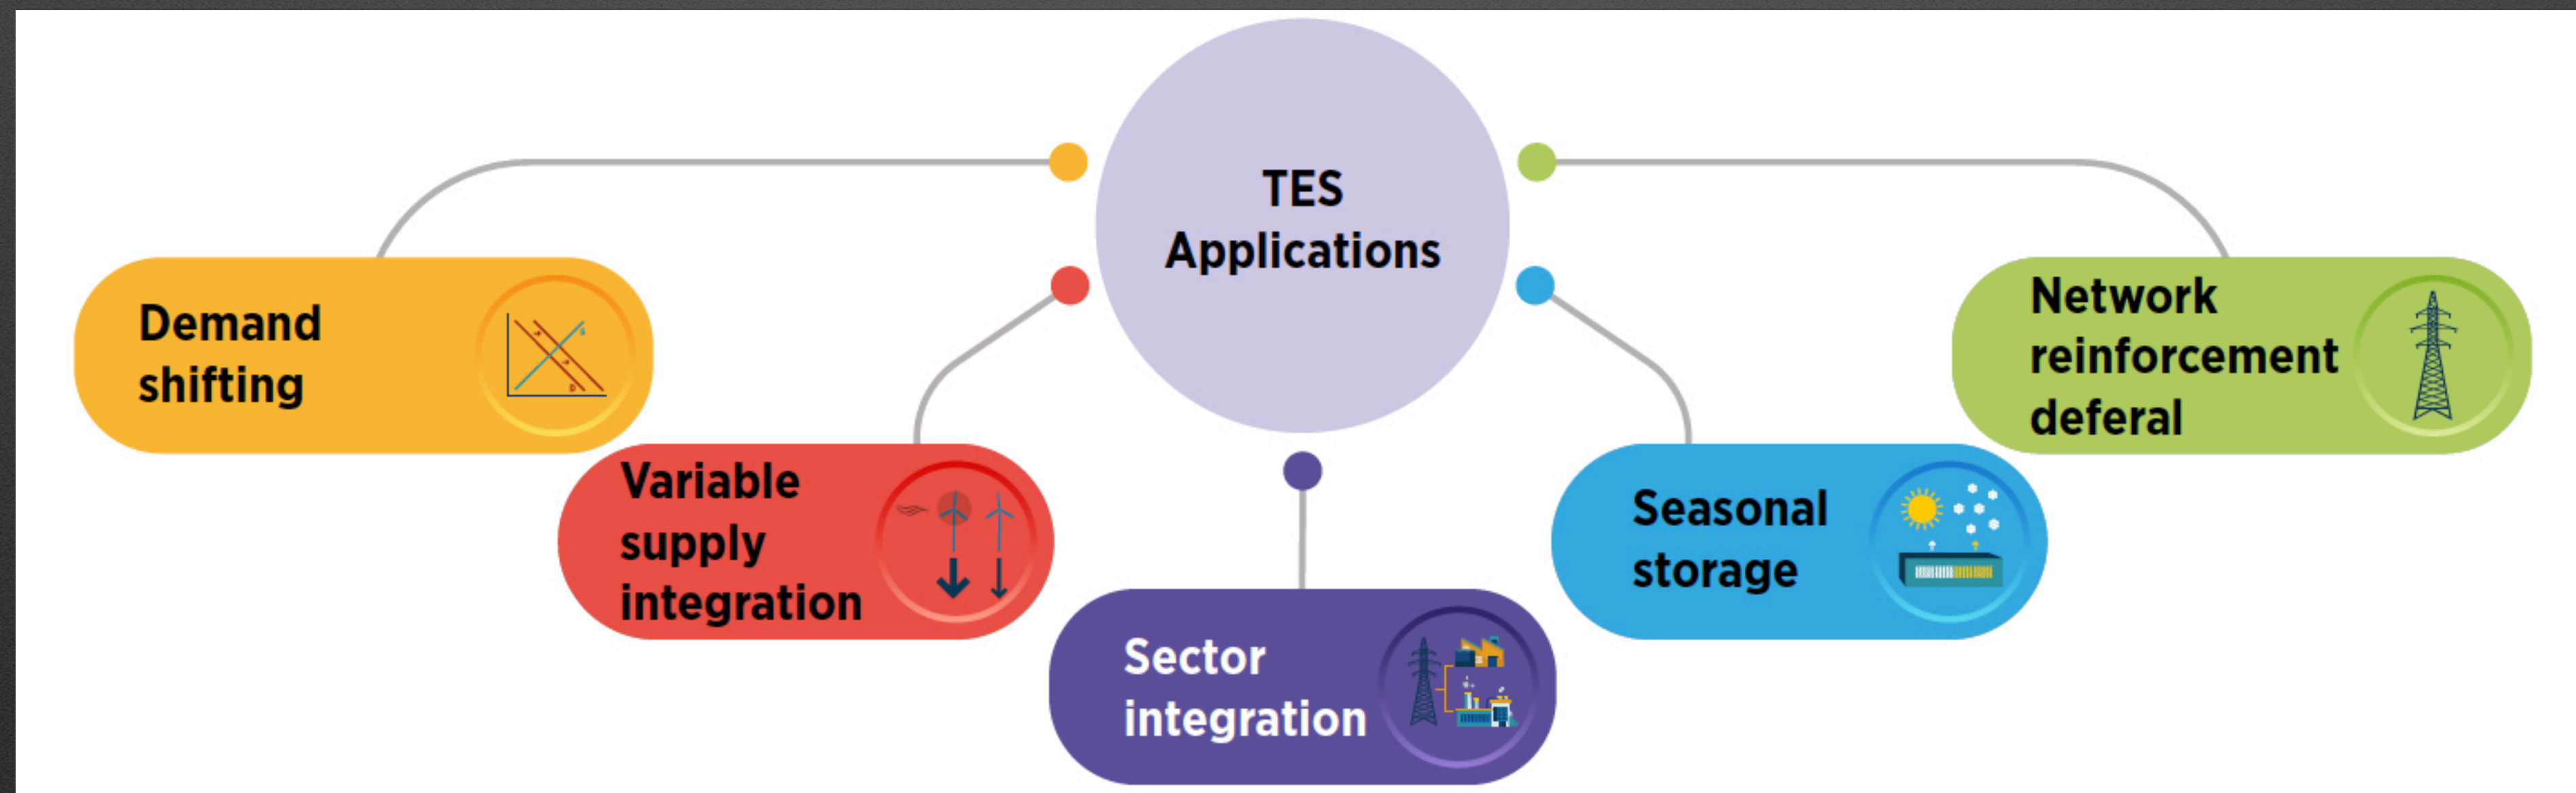 TES
Applications
Demand
shifting
S
D
Variable
supply
integration
Sector
integration
Seasonal
storage
Network
reinforcement
deferal